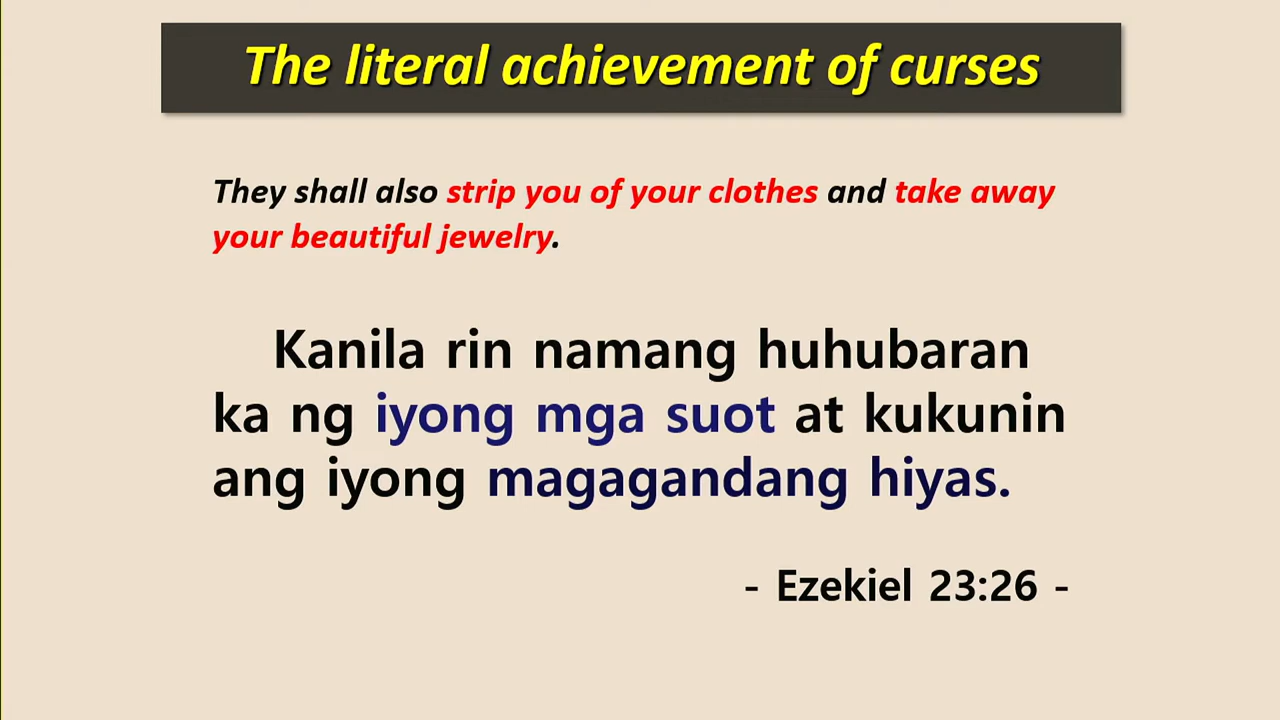 The literal achievement of curses
They shall also strip you of your clothes and take away
your beautiful jewelry.
Kanila rin namang huhubaran
ka ng iyong mga suot at kukunin
ang iyong magagandang hiyas.
- Ezekiel 23:26 -